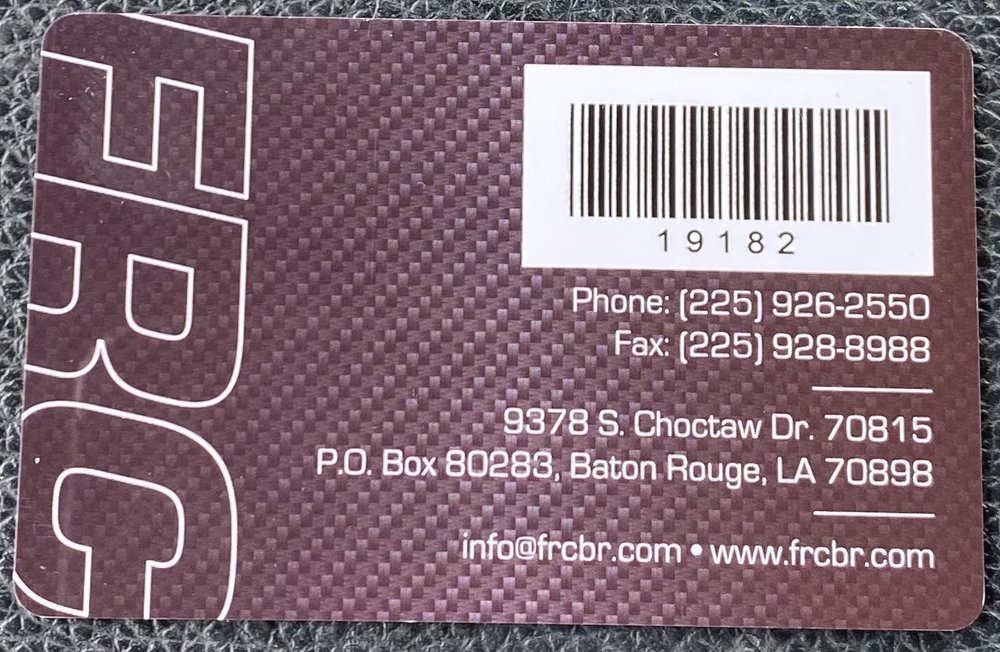 FRC
19182
Phone: (225) 926-2550
Fax: (225) 928-8988
9378 S. Choctaw Dr. 70815
P.O. Box 80283, Baton Rouge, LA 70898
info@frcbr.com • www.frcbr.com